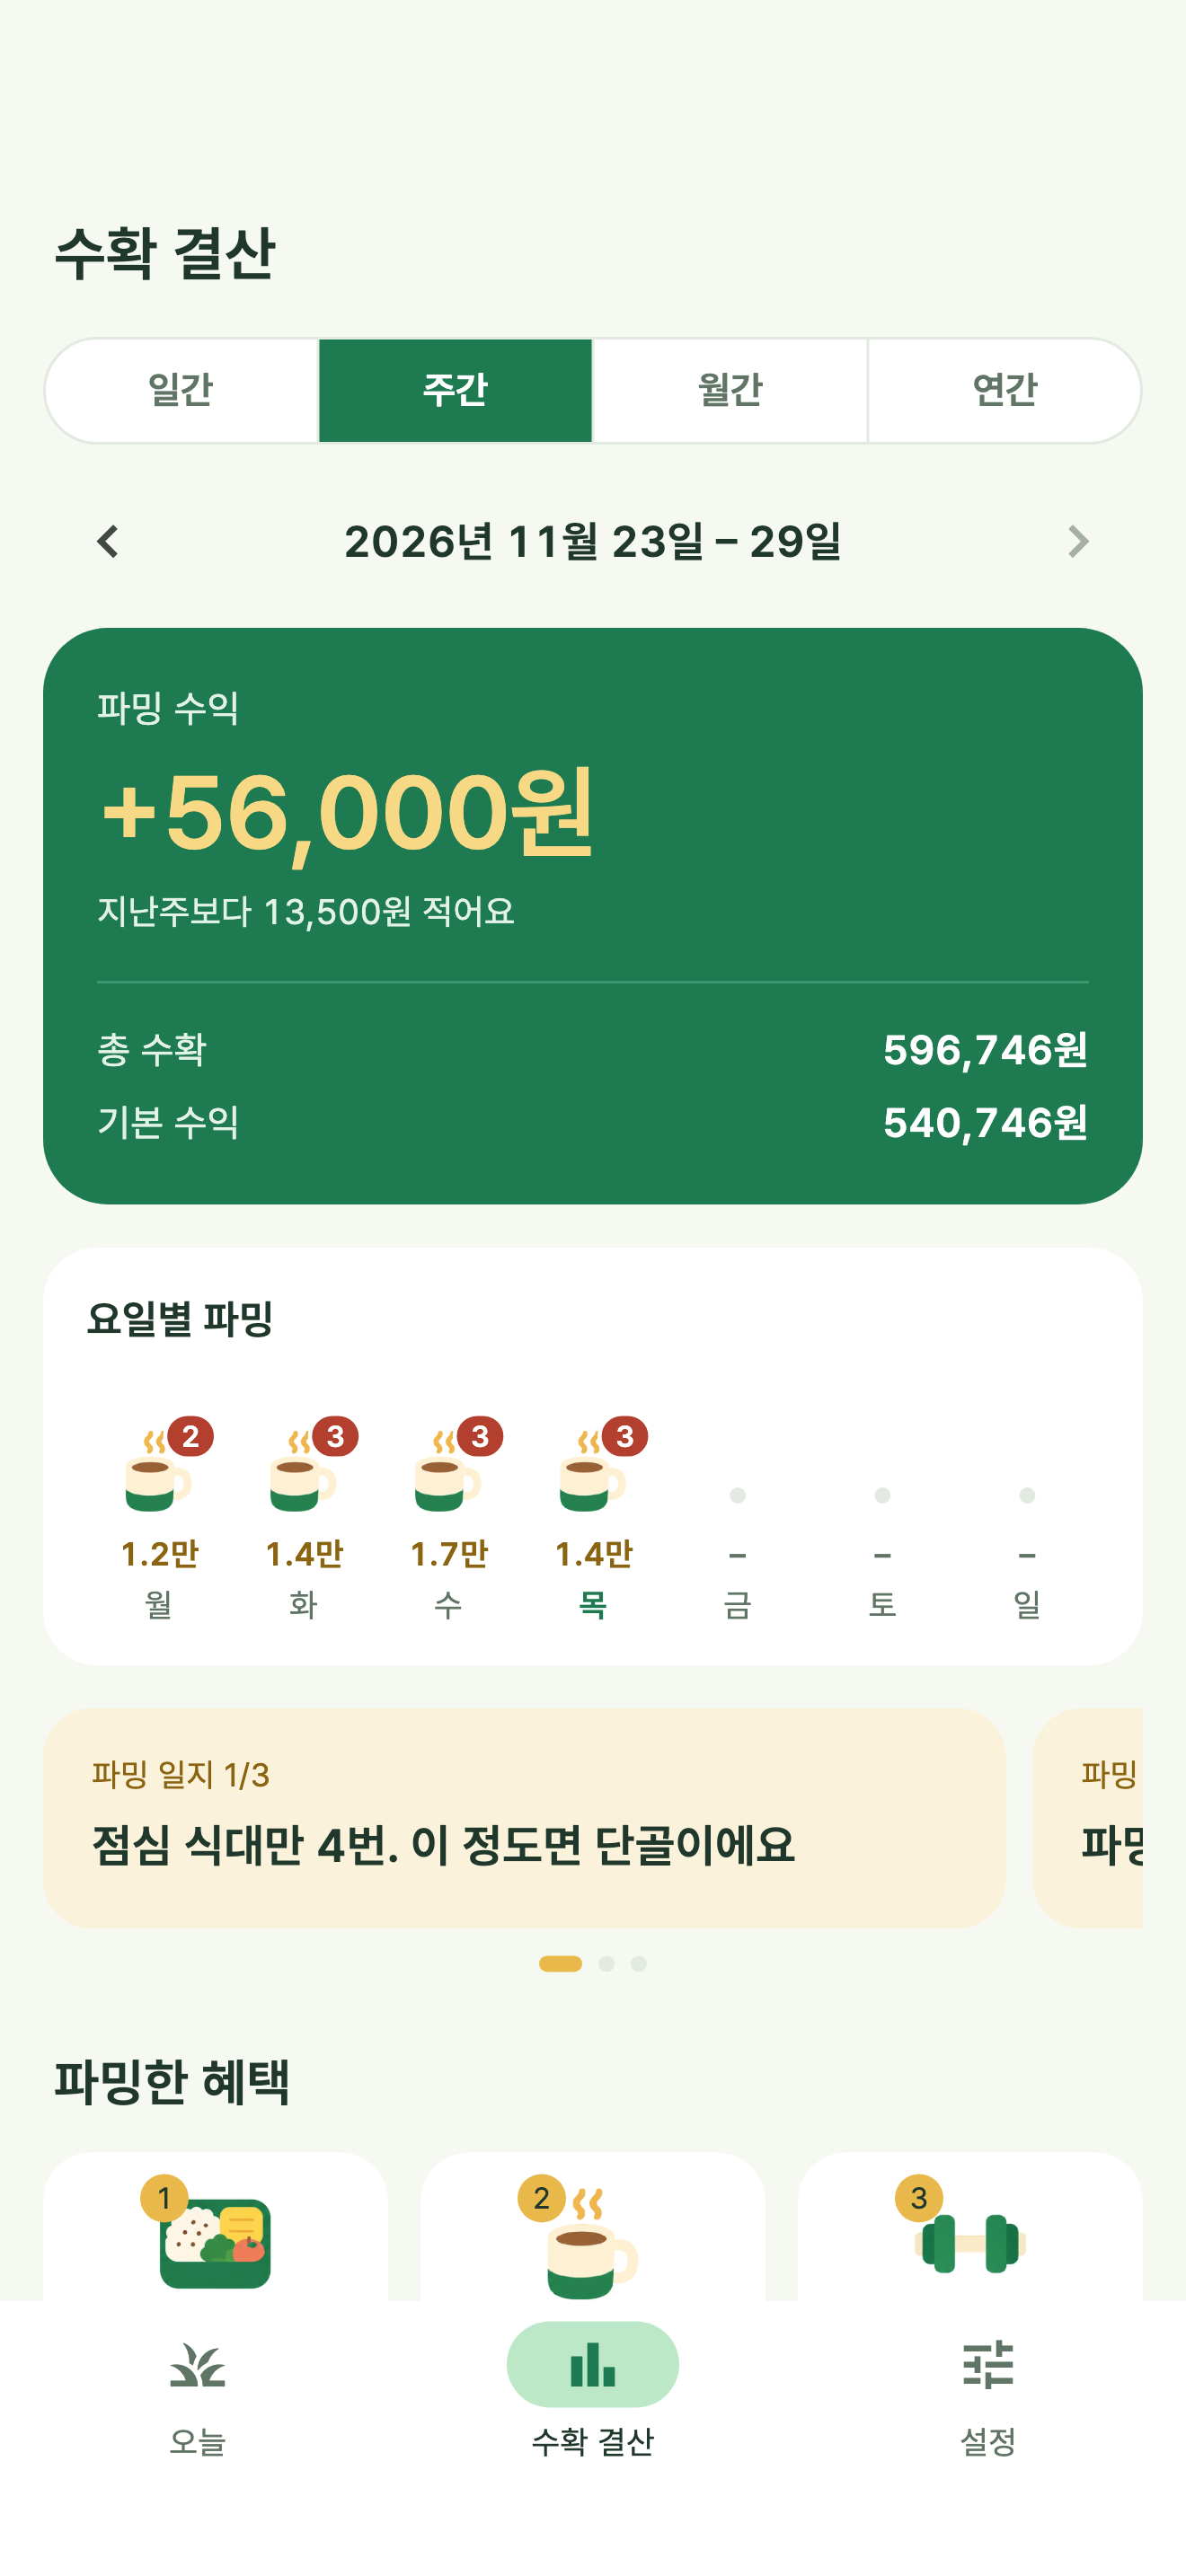 수확 결산
일간 주간 월간 연간
2026년 11월 23일 – 29일
파밍 수익
+56,000원
지난주보다 13,500원 적어요
총 수확 596,746원
기본 수익 540,746원
요일별 파밍
2 3 3 3
1.2만 1.4만 1.7만 1.4만 – – –
월 화 수 목 금 토 일
파밍 일지 1/3
점심 식대만 4번. 이 정도면 단골이에요
파밍
1 2 3
파밍한 혜택
오늘 수확 결산 설정